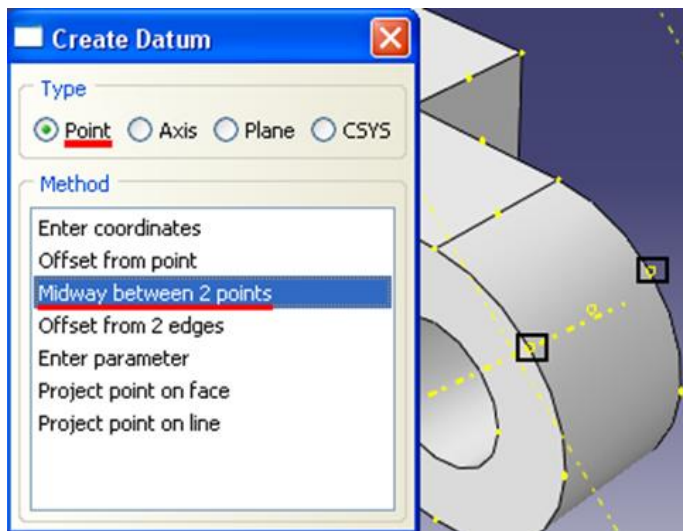 Create Datum
Type
Point Axis Plane CSYS
Method
Enter coordinates
Offset from point
Midway between 2 points
Offset from 2 edges
Enter parameter
Project point on face
Project point on line